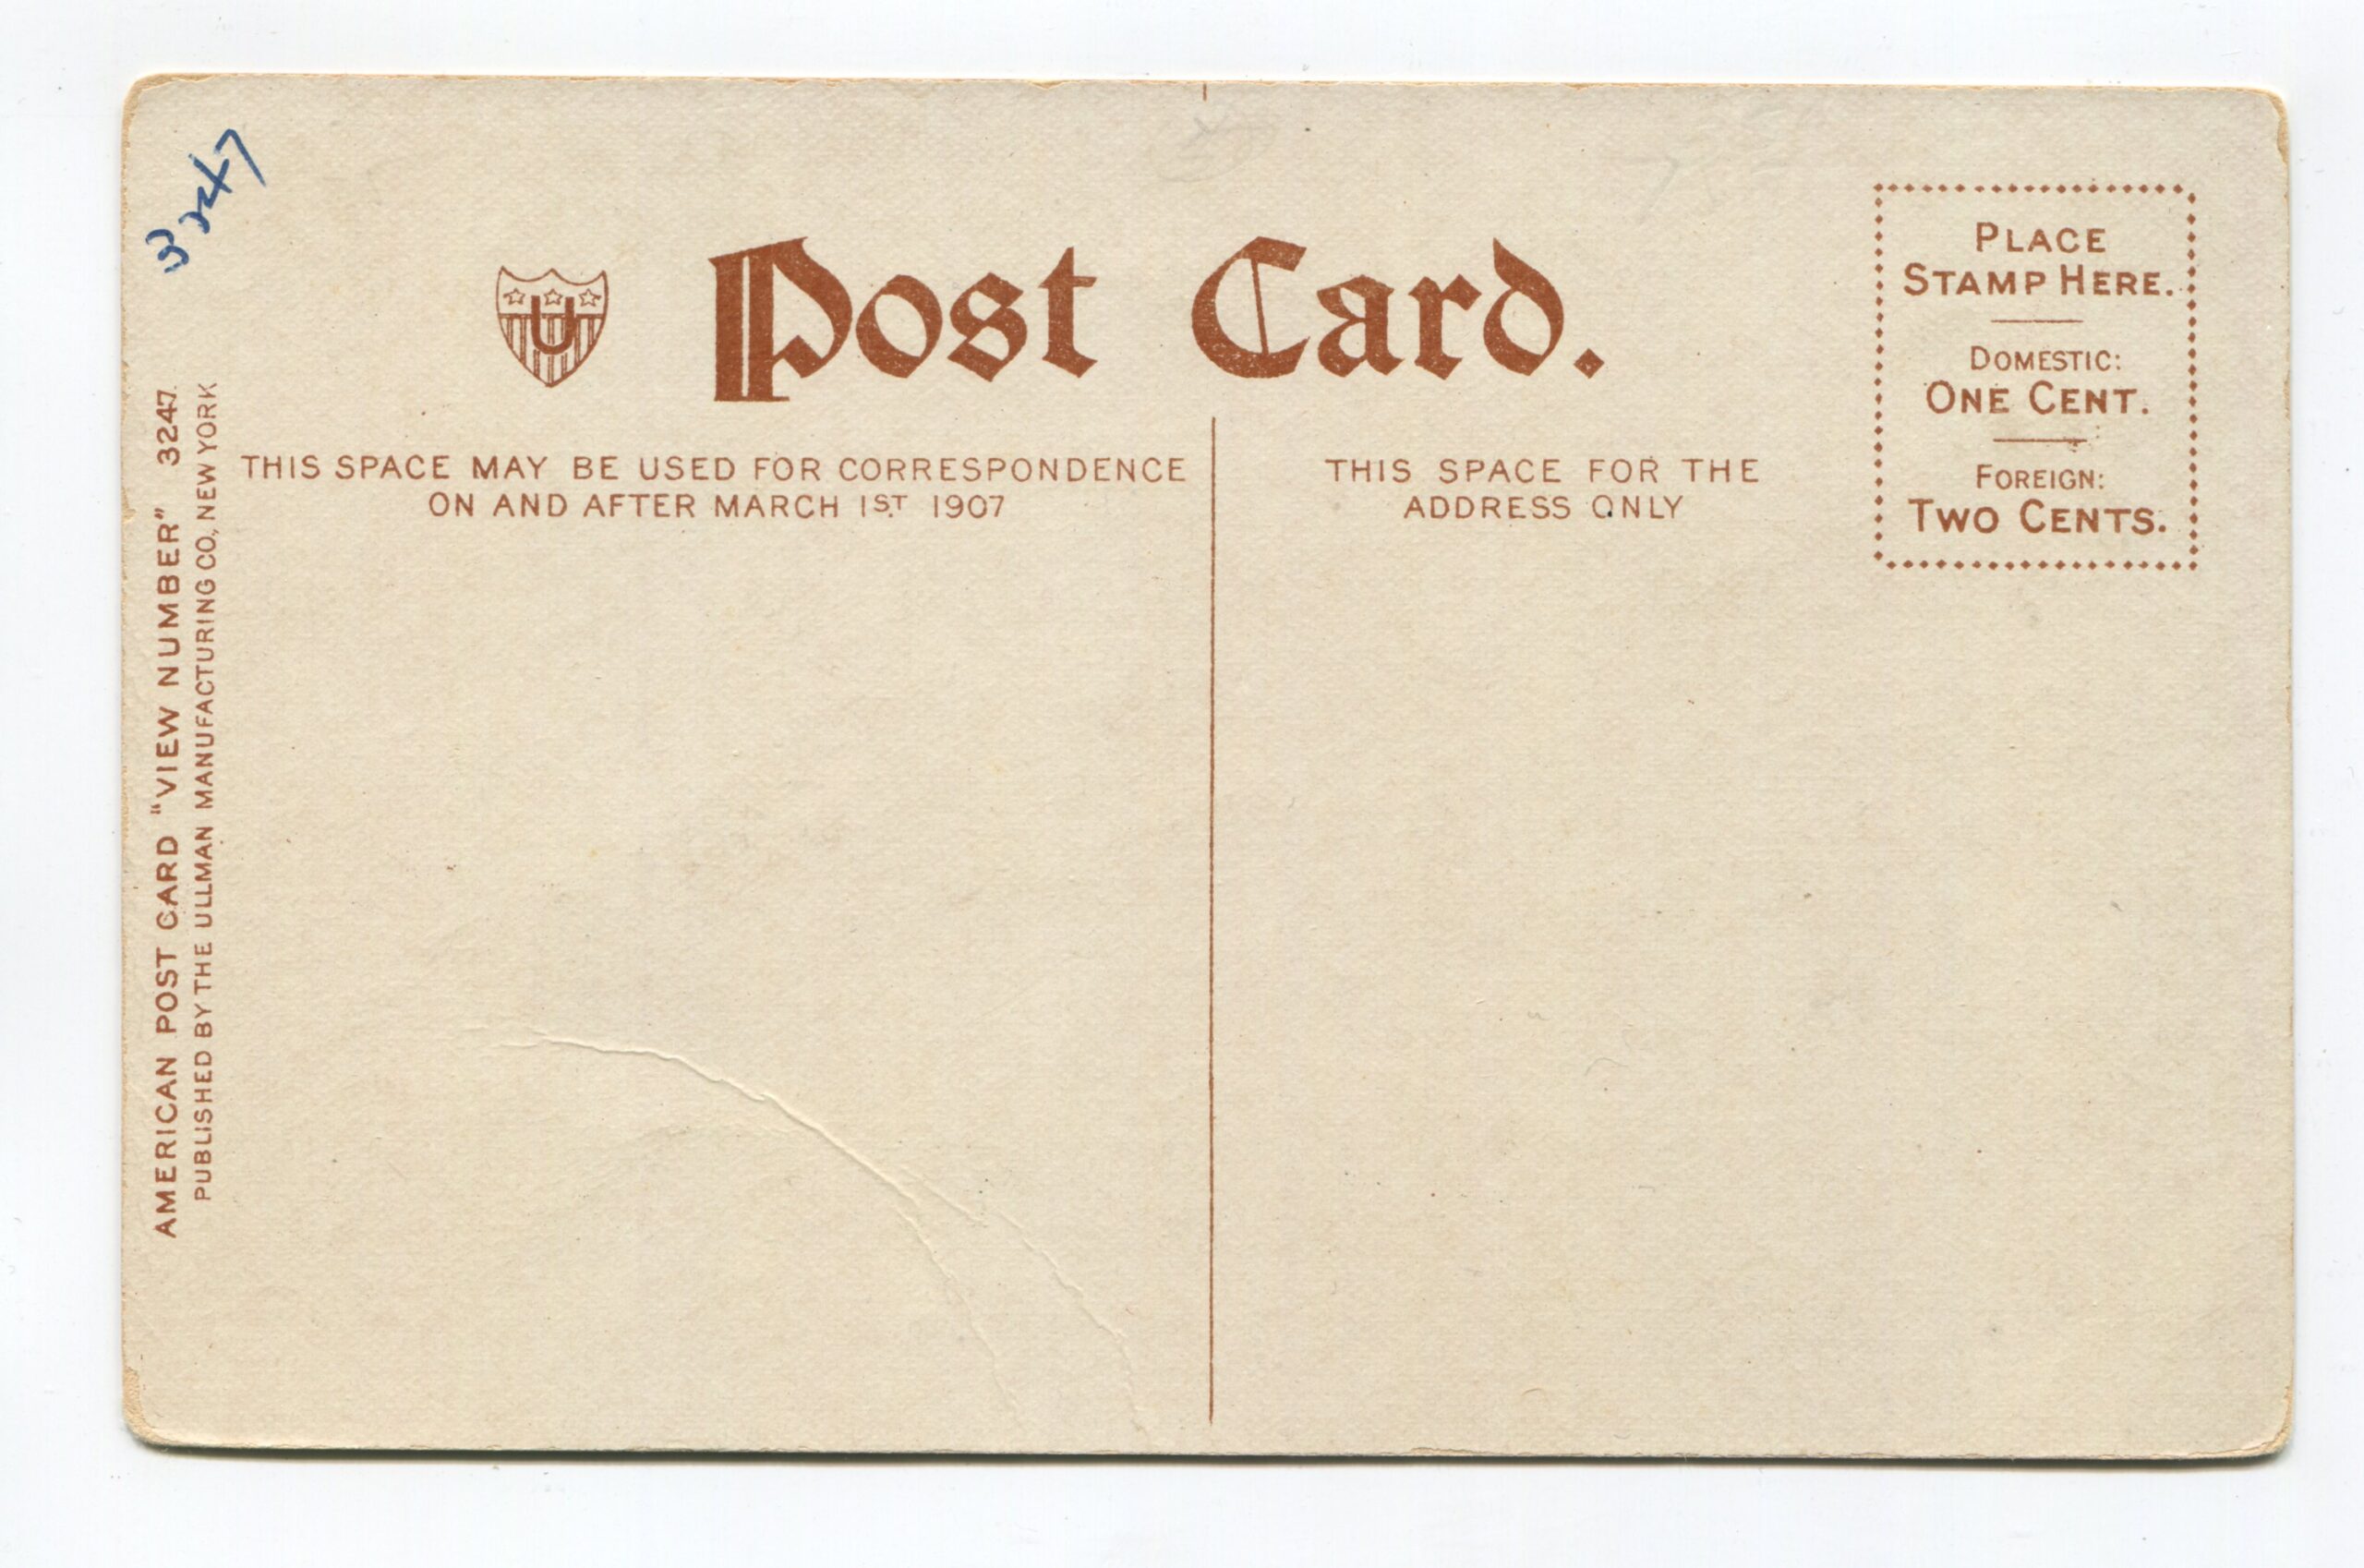 3247
U
Post Card.
PLACE
STAMP HERE.
DOMESTIC:
ONE CENT.
FOREIGN:
TWO CENTS.
THIS SPACE MAY BE USED FOR CORRESPONDENCE
ON AND AFTER MARCH 1ST 1907
THIS SPACE FOR THE
ADDRESS ONLY
AMERICAN POST CARD "VIEW NUMBER" 3247.
PUBLISHED BY THE ULLMAN MANUFACTURING CO., NEW YORK